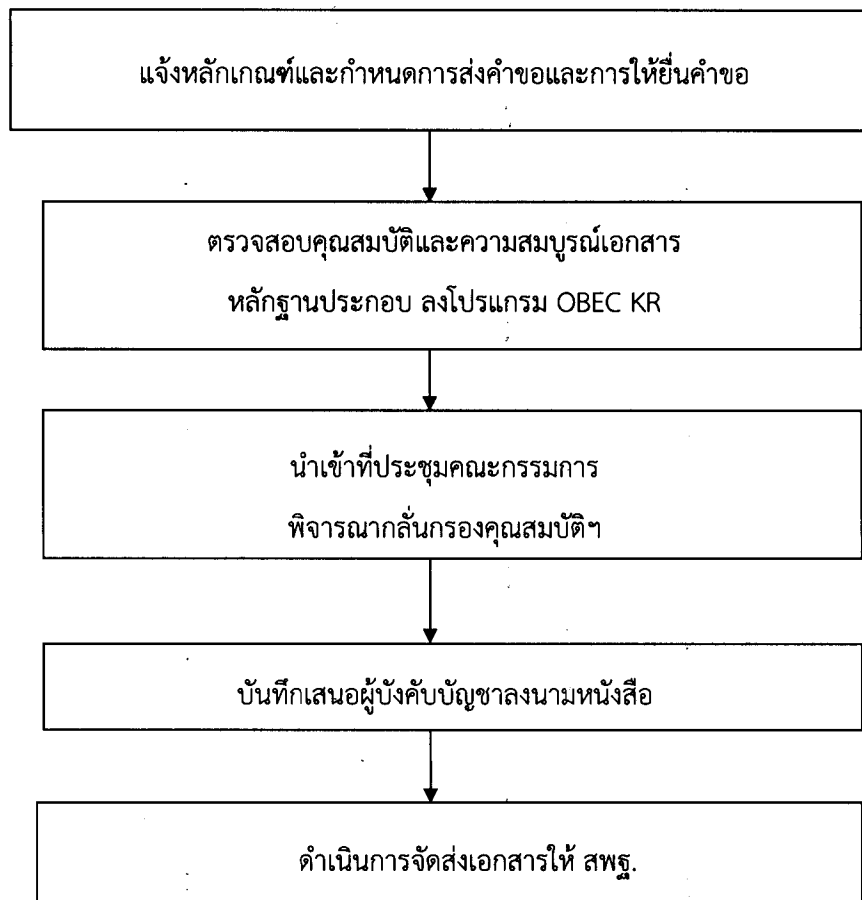 แจ้งหลักเกณฑ์และกำหนดการส่งคำขอและการให้ยื่นคำขอ
ตรวจสอบคุณสมบัติและความสมบูรณ์เอกสาร
หลักฐานประกอบ ลงโปรแกรม OBEC KR
นำเข้าที่ประชุมคณะกรรมการ
พิจารณากลั่นกรองคุณสมบัติฯ
บันทึกเสนอผู้บังคับบัญชาลงนามหนังสือ
ดำเนินการจัดส่งเอกสารให้ สพฐ.